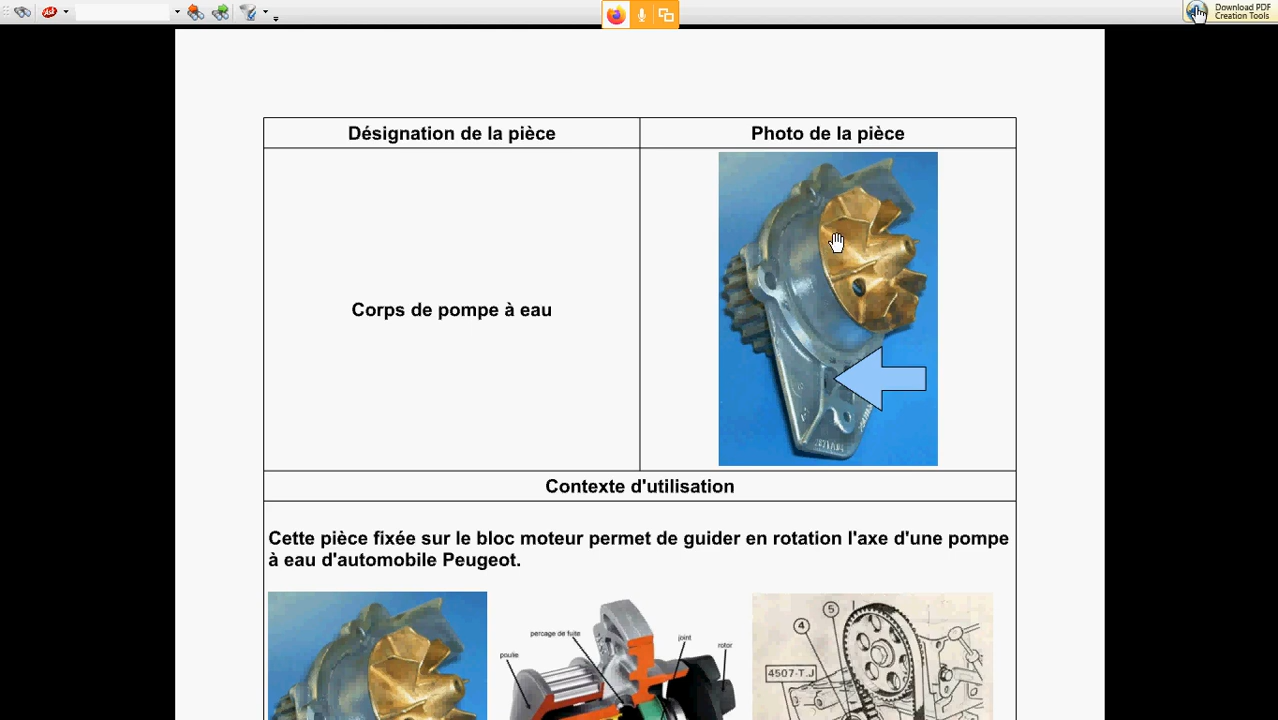 Ask
Download PDF
Creation Tools
Désignation de la pièce
Photo de la pièce
Corps de pompe à eau
Contexte d'utilisation
Cette pièce fixée sur le bloc moteur permet de guider en rotation l'axe d'une pompe
à eau d'automobile Peugeot.
percage de fuite
joint
rotor
poulie
5
4
4507-T.J